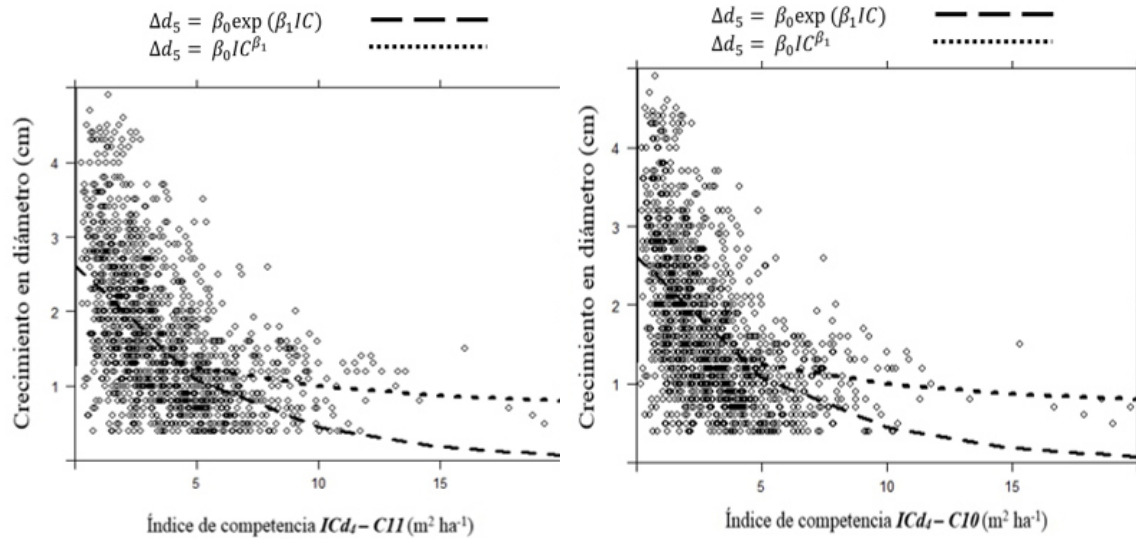 Δd₅ = β₀exp (β₁IC)
Δd₅ = β₀IC^β₁
Crecimiento en diámetro (cm)
4
3
2
1
5
10
15
Índice de competencia ICd₄ – C11 (m² ha⁻¹)
Δd₅ = β₀exp (β₁IC)
Δd₅ = β₀IC^β₁
Crecimiento en diámetro (cm)
4
3
2
1
5
10
15
Índice de competencia ICd₄ – C10 (m² ha⁻¹)